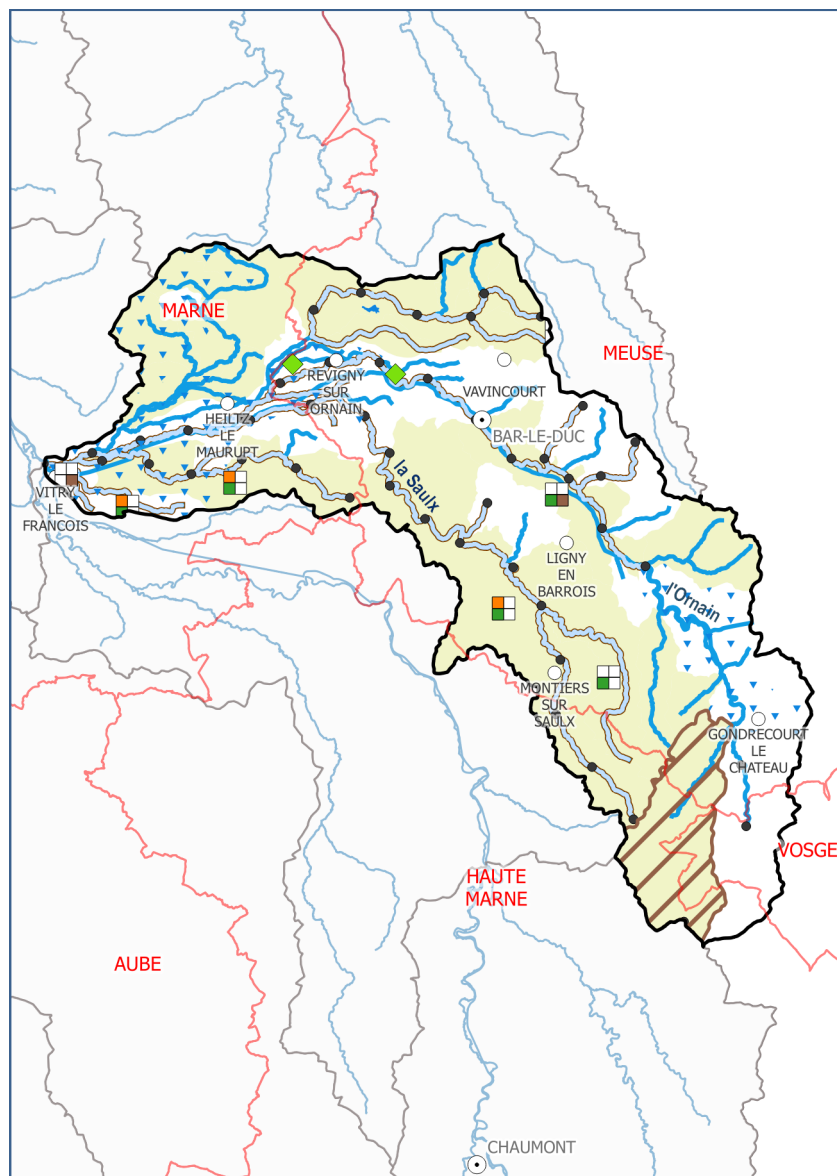 MARNE
MEUSE
REVIGNY
SUR
ORNAIN
VAVINCOURT
HEILTZ
LE
MAURUPT
BAR-LE-DUC
la Saulx
VITRY
LE
FRANCOIS
LIGNY
EN
BARROIS
l'Ornain
MONTIERS
SUR
SAULX
GONDRECOURT
LE
CHATEAU
VOSGE
HAUTE
MARNE
AUBE
CHAUMONT